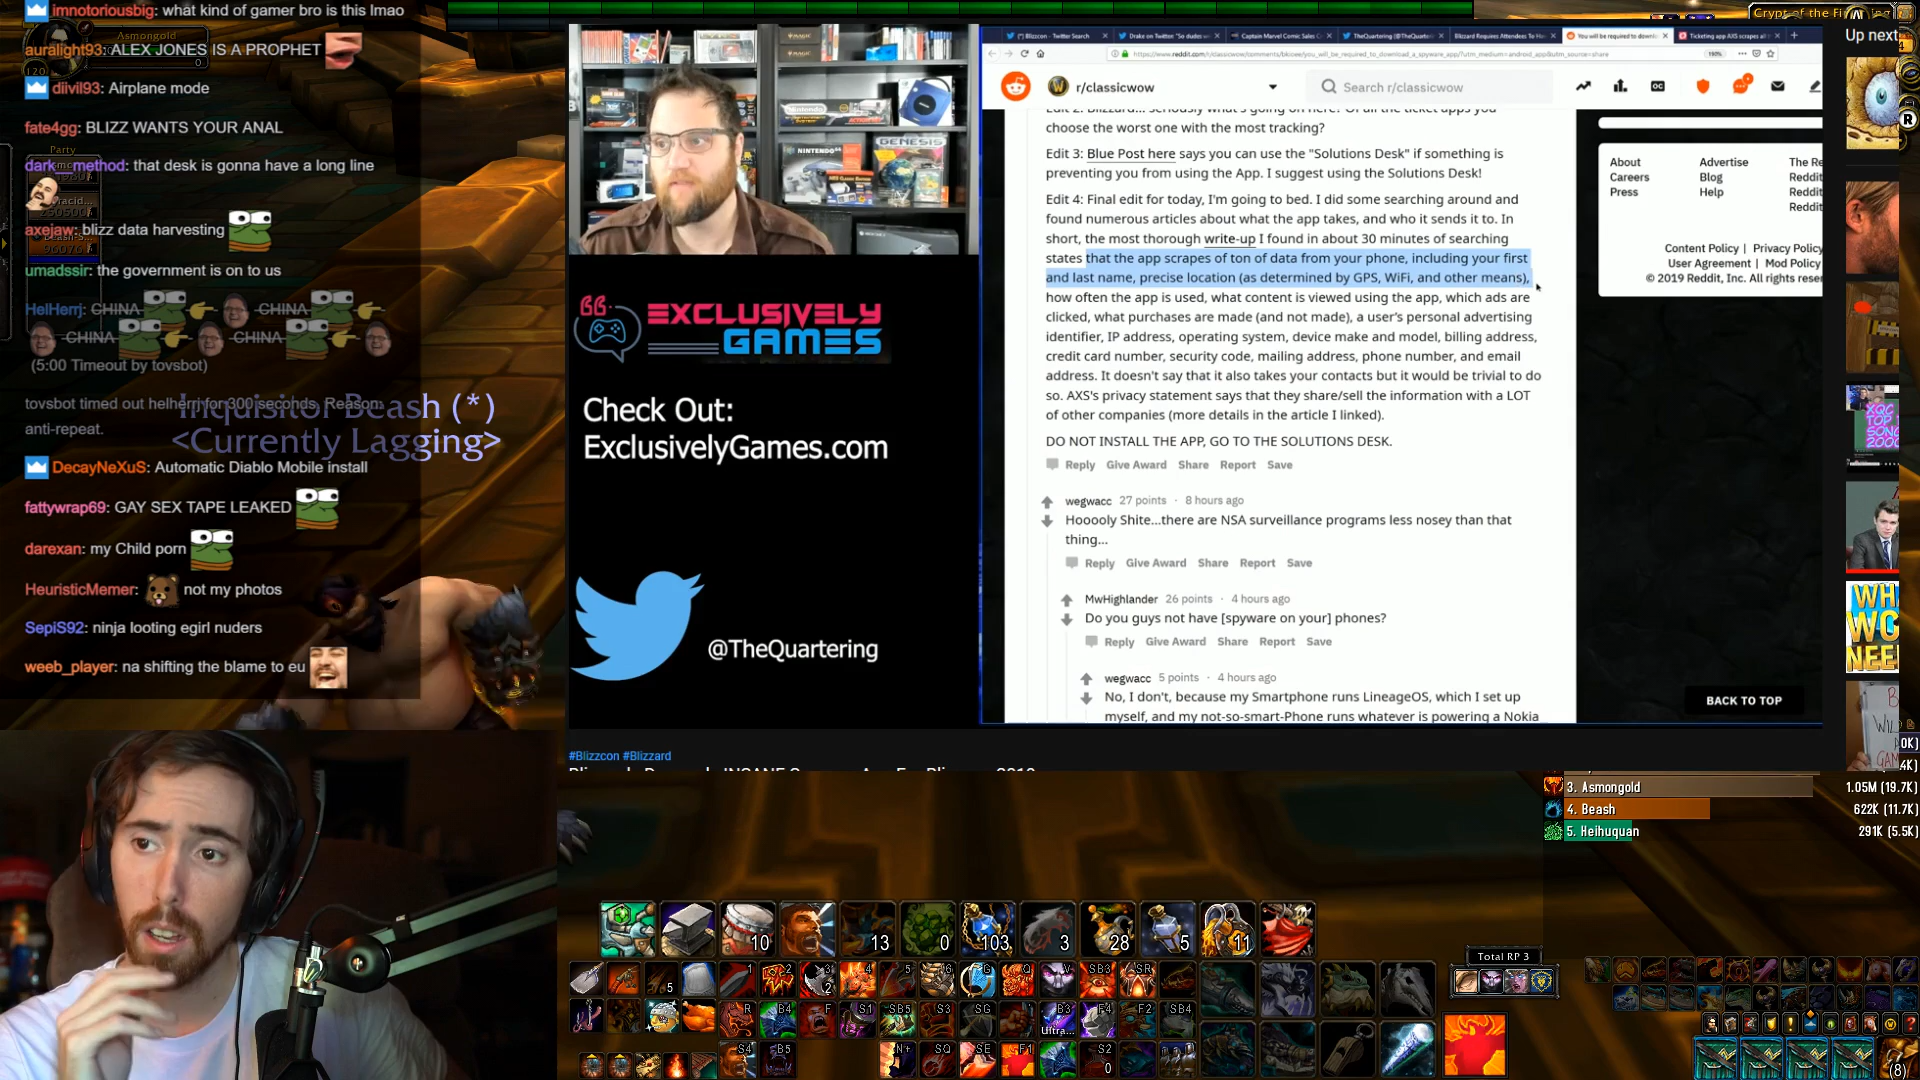 imnotoriousbig: what kind of gamer bro is this lmao
auralight93: ALEX JONES IS A PROPHET
diivil93: Airplane mode
fate4gg: BLIZZ WANTS YOUR ANAL
dark__method: that desk is gonna have a long line
axejaw: blizz data harvesting
umadssir: the government is on to us
HelHerrj: CHINA CHINA
CHINA CHINA
(5:00 Timeout by tovsbot)
tovsbot timed out helherrj for 300 seconds. Reason:
anti-repeat.
DecayNeXuS: Automatic Diablo Mobile install
fattywrap69: GAY SEX TAPE LEAKED
darexan: my Child porn
HeuristicMemer: not my photos
SepiS92: ninja looting egirl nuders
weeb_player: na shifting the blame to eu
Asmongold
Party
Inquisitor Beash (*)
<Currently Lagging>
EXCLUSIVELY
GAMES
Check Out:
ExclusivelyGames.com
@TheQuartering
NINTENDO
GENESIS
#Blizzcon #Blizzard
r/classicwow
Search r/classicwow
choose the worst one with the most tracking?
Edit 3: Blue Post here says you can use the "Solutions Desk" if something is
preventing you from using the App. I suggest using the Solutions Desk!
Edit 4: Final edit for today, I'm going to bed. I did some searching around and
found numerous articles about what the app takes, and who it sends it to. In
short, the most thorough write-up I found in about 30 minutes of searching
states that the app scrapes of ton of data from your phone, including your first
and last name, precise location (as determined by GPS, WiFi, and other means),
how often the app is used, what content is viewed using the app, which ads are
clicked, what purchases are made (and not made), a user's personal advertising
identifier, IP address, operating system, device make and model, billing address,
credit card number, security code, mailing address, phone number, and email
address. It doesn't say that it also takes your contacts but it would be trivial to do
so. AXS's privacy statement says that they share/sell the information with a LOT
of other companies (more details in the article I linked).
DO NOT INSTALL THE APP, GO TO THE SOLUTIONS DESK.
Reply Give Award Share Report Save
wegwacc 27 points · 8 hours ago
Hooooly Shite...there are NSA surveillance programs less nosey than that
thing...
Reply Give Award Share Report Save
MwHighlander 26 points · 4 hours ago
Do you guys not have [spyware on your] phones?
Reply Give Award Share Report Save
wegwacc 5 points · 4 hours ago
No, I don't, because my Smartphone runs LineageOS, which I set up
myself, and my not-so-smart-Phone runs whatever is powering a Nokia
About Advertise The Re
Careers Blog Reddit
Press Help Reddit
Reddit
Content Policy | Privacy Policy
User Agreement | Mod Policy
© 2019 Reddit, Inc. All rights reser
BACK TO TOP
Up next
3. Asmongold 1.05M (19.7K)
4. Beash 622K (11.7K)
5. Heihuquan 291K (5.5K)
Total RP 3
10 13 0 103 3 28 5 11
(8)